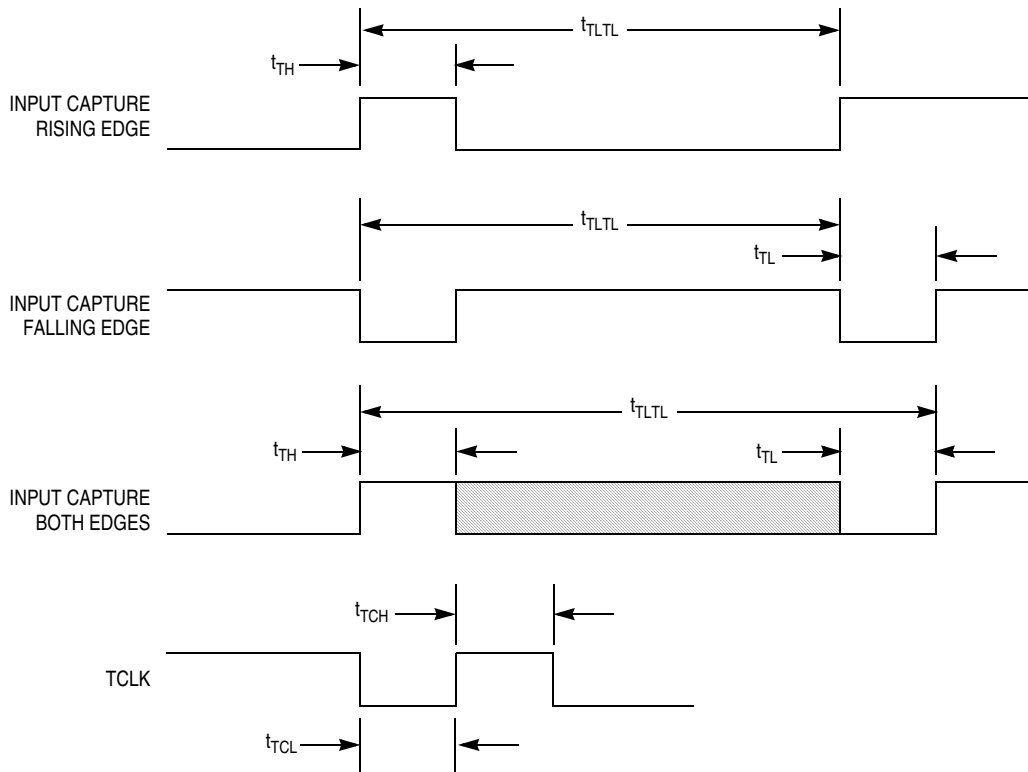 tTLTL
tTH
INPUT CAPTURE
RISING EDGE
tTLTL
tTL
INPUT CAPTURE
FALLING EDGE
tTLTL
tTH
tTL
INPUT CAPTURE
BOTH EDGES
tTCH
TCLK
tTCL